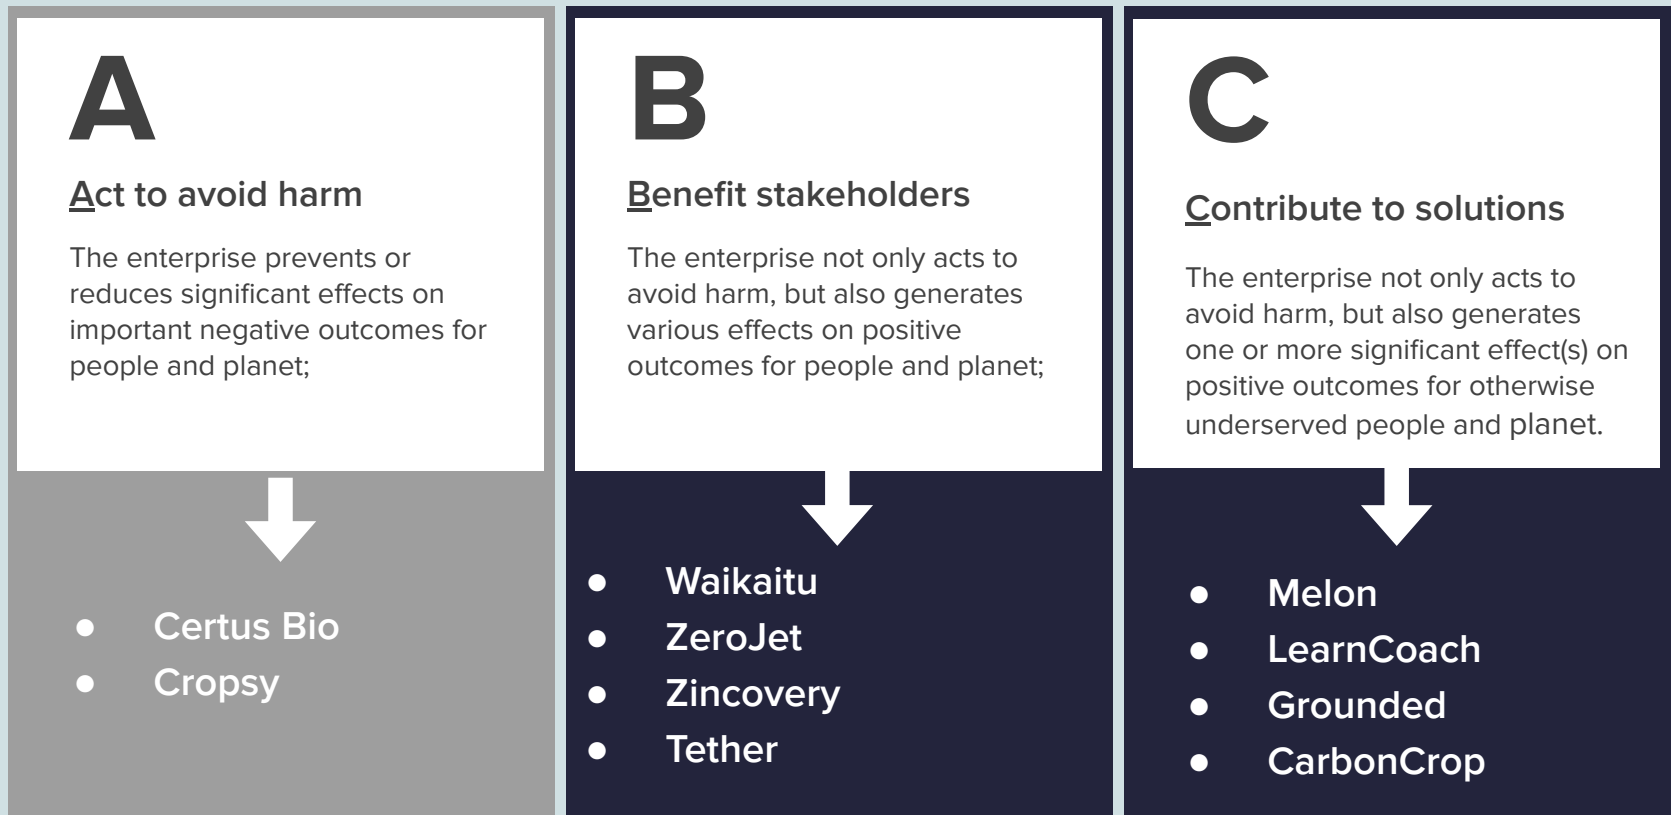 A
Act to avoid harm
The enterprise prevents or
reduces significant effects on
important negative outcomes for
people and planet;
● Certus Bio
● Cropsy
B
Benefit stakeholders
The enterprise not only acts to
avoid harm, but also generates
various effects on positive
outcomes for people and planet;
● Waikaitu
● ZeroJet
● Zincovery
● Tether
C
Contribute to solutions
The enterprise not only acts to
avoid harm, but also generates
one or more significant effect(s) on
positive outcomes for otherwise
underserved people and planet.
● Melon
● LearnCoach
● Grounded
● CarbonCrop